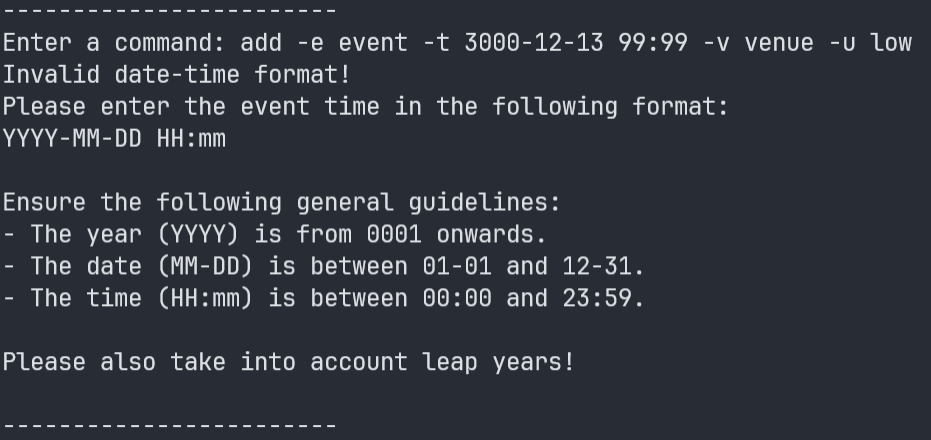 ------------------------
Enter a command: add -e event -t 3000-12-13 99:99 -v venue -u low
Invalid date-time format!
Please enter the event time in the following format:
YYYY-MM-DD HH:mm
Ensure the following general guidelines:
- The year (YYYY) is from 0001 onwards.
- The date (MM-DD) is between 01-01 and 12-31.
- The time (HH:mm) is between 00:00 and 23:59.
Please also take into account leap years!
------------------------